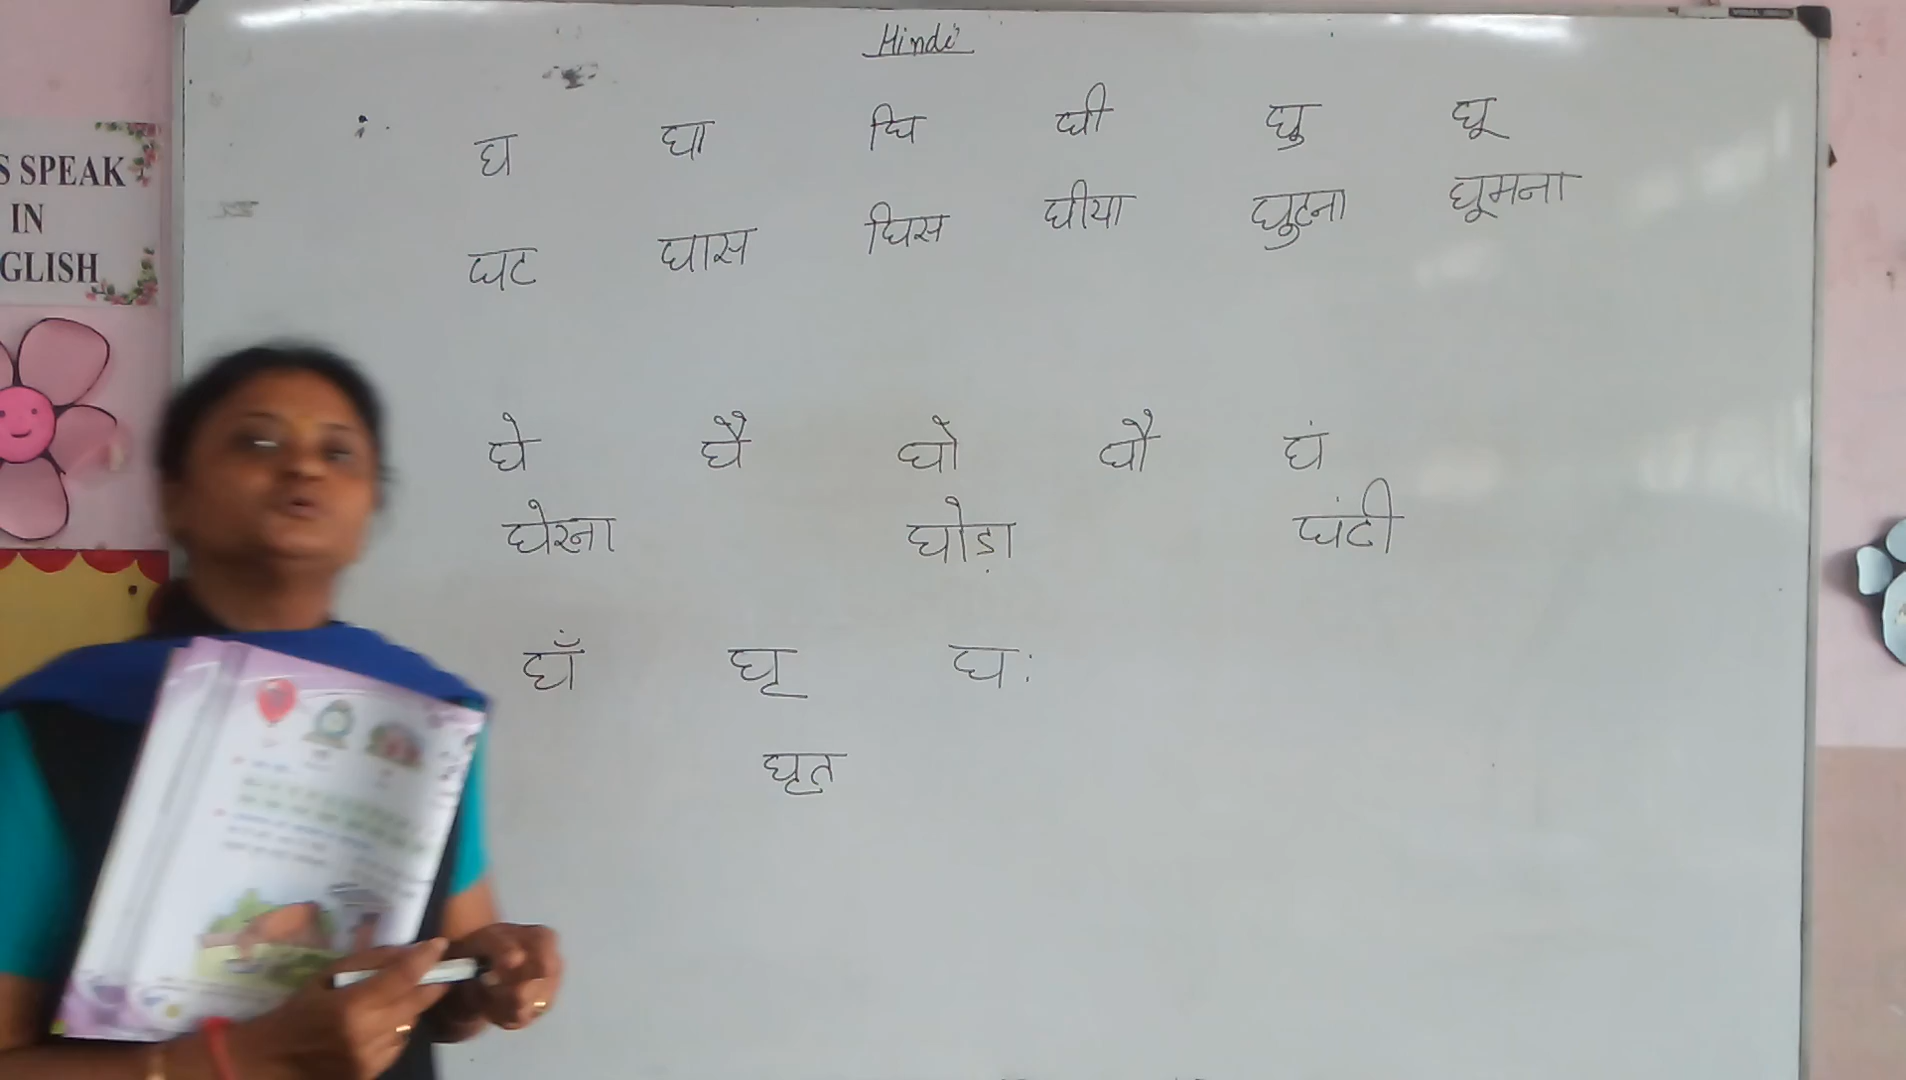 Hindi
घ घा घि घी घु घू
घट घास घिस घीया घुटना घूमना
घे घै घो घौ घं
घेरना घोड़ा घंटी
घँ घृ घः
घृत
S SPEAK
IN
GLISH